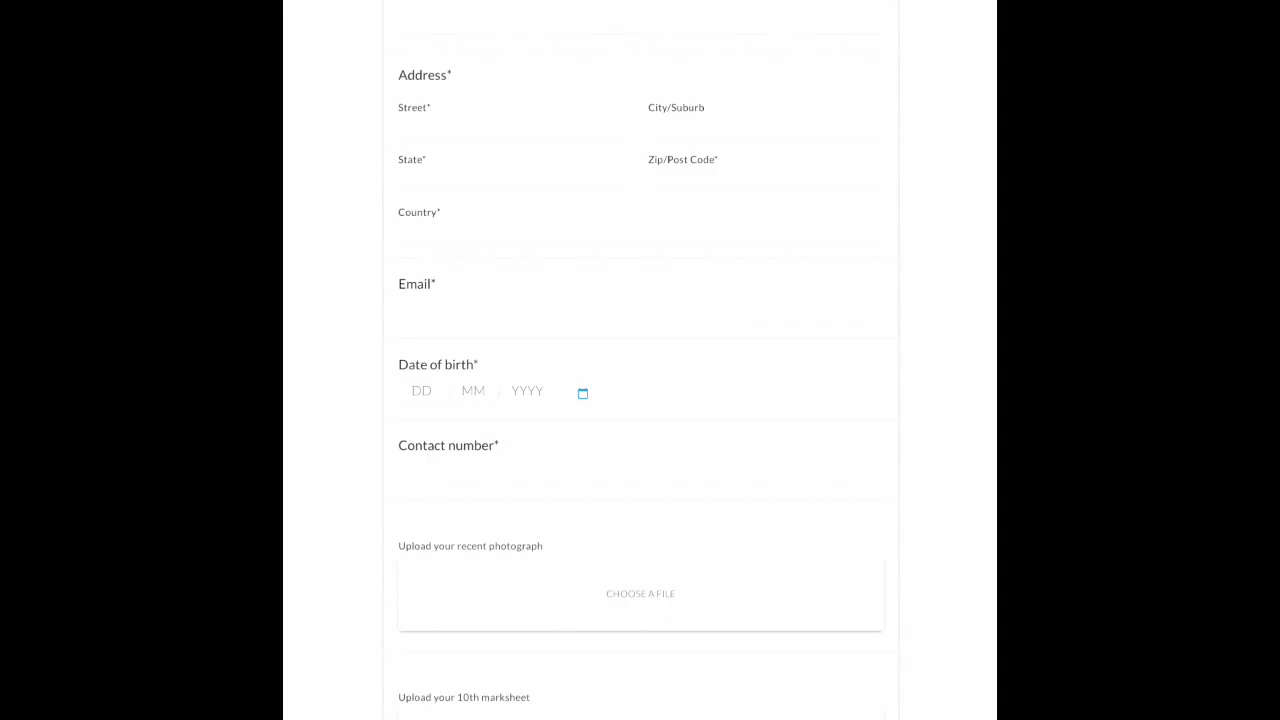 Address*
Street* City/Suburb
State* Zip/Post Code*
Country*
Email*
Date of birth*
DD / MM / YYYY
Contact number*
Upload your recent photograph
CHOOSE A FILE
Upload your 10th marksheet